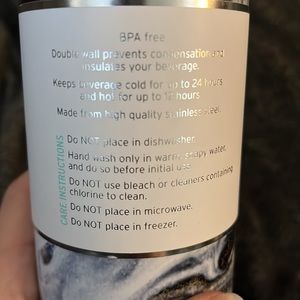 BPA free
Double wall prevents condensation and
insulates your beverage.
Keeps beverage cold for up to 24 hours
and hot for up to 12 hours
Made from high quality stainless steel.
CARE INSTRUCTIONS
Do NOT place in dishwasher.
Hand wash only in warm, soapy water,
and do so before initial use.
Do NOT use bleach or cleaners containing
chlorine to clean.
Do NOT place in microwave.
Do NOT place in freezer.